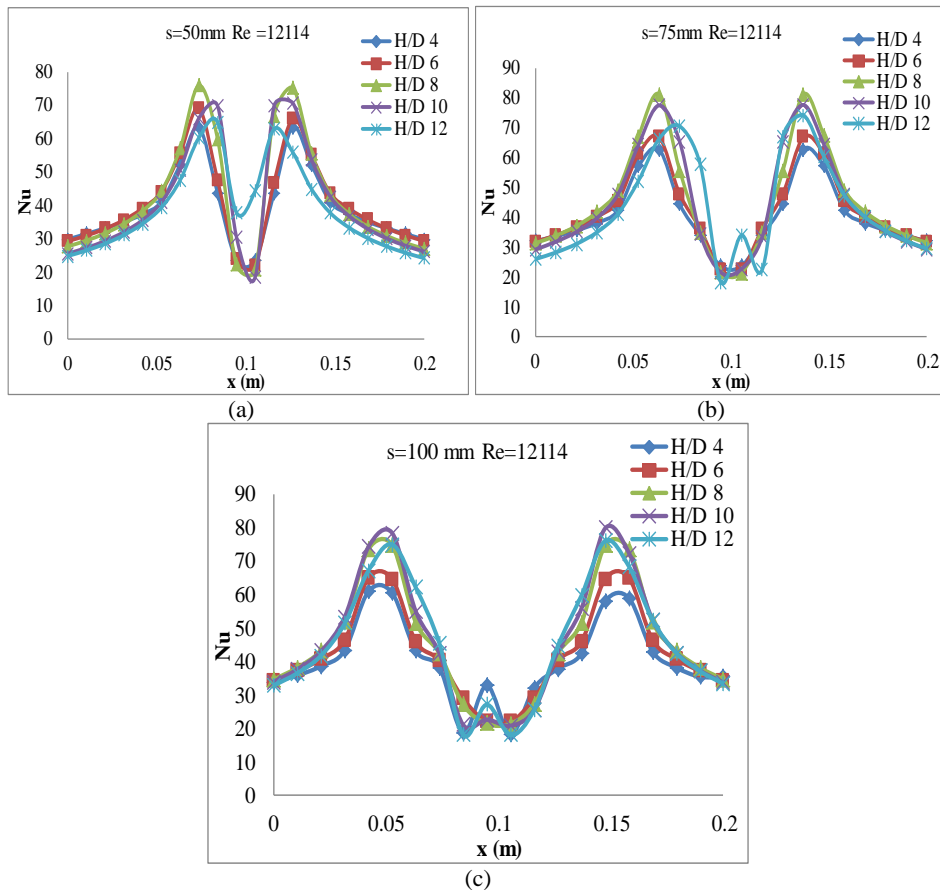 s=50mm Re =12114
H/D 4
H/D 6
H/D 8
H/D 10
H/D 12
80
70
60
50
40
30
20
10
0
Nu
0
0.05
0.1
0.15
0.2
x (m)
(a)
s=75mm Re=12114
H/D 4
H/D 6
H/D 8
H/D 10
H/D 12
90
80
70
60
50
40
30
20
10
0
Nu
0
0.05
0.1
0.15
0.2
x (m)
(b)
s=100 mm Re=12114
H/D 4
H/D 6
H/D 8
H/D 10
H/D 12
90
80
70
60
50
40
30
20
10
0
Nu
0
0.05
0.1
0.15
0.2
x (m)
(c)